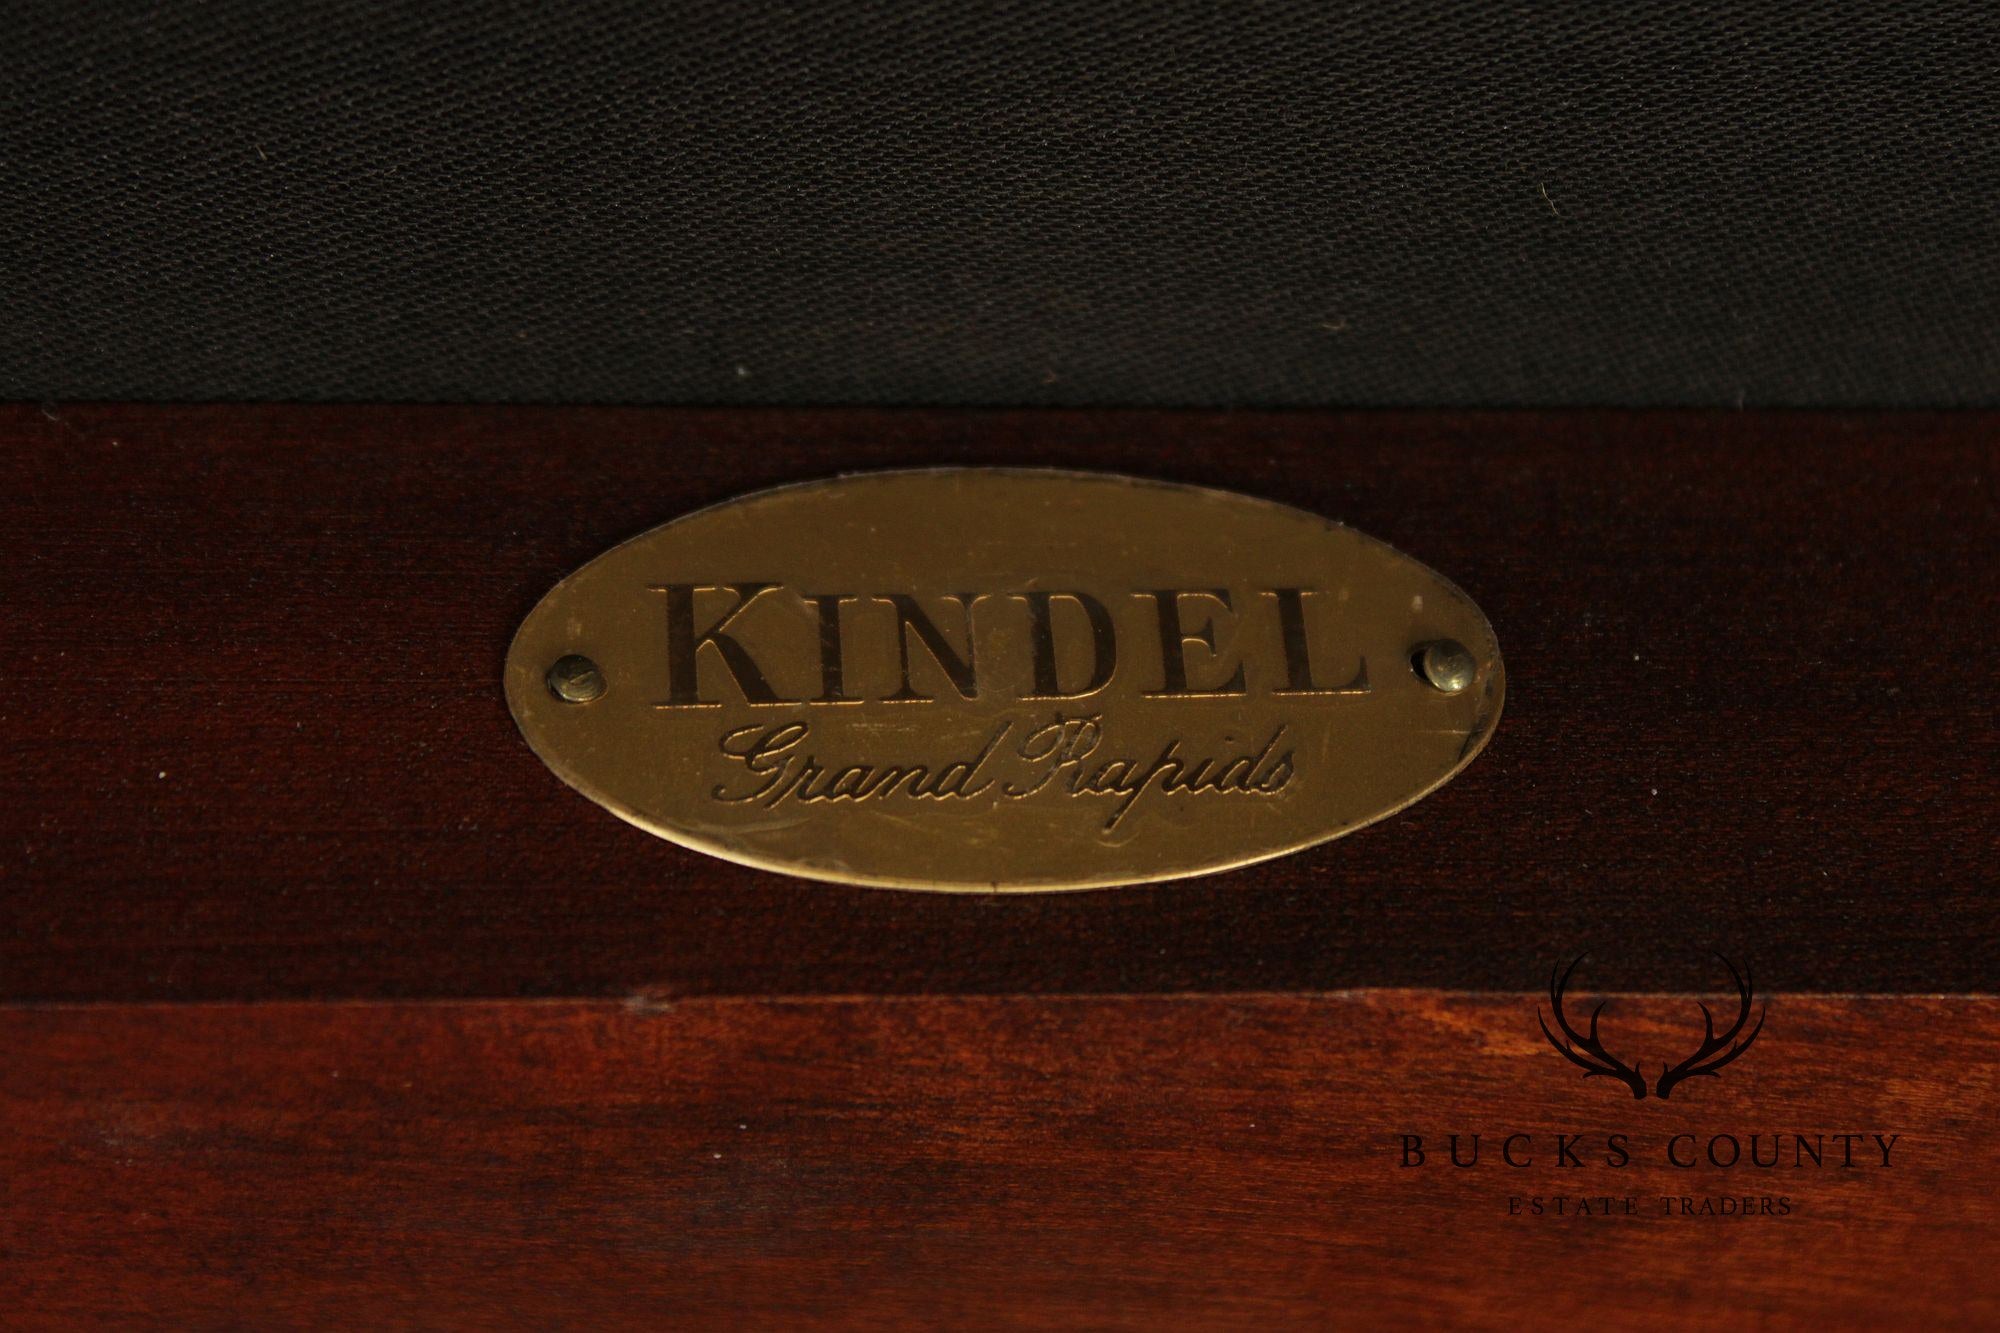 KINDEL
Grand Rapids
BUCKS COUNTY
ESTATE TRADERS